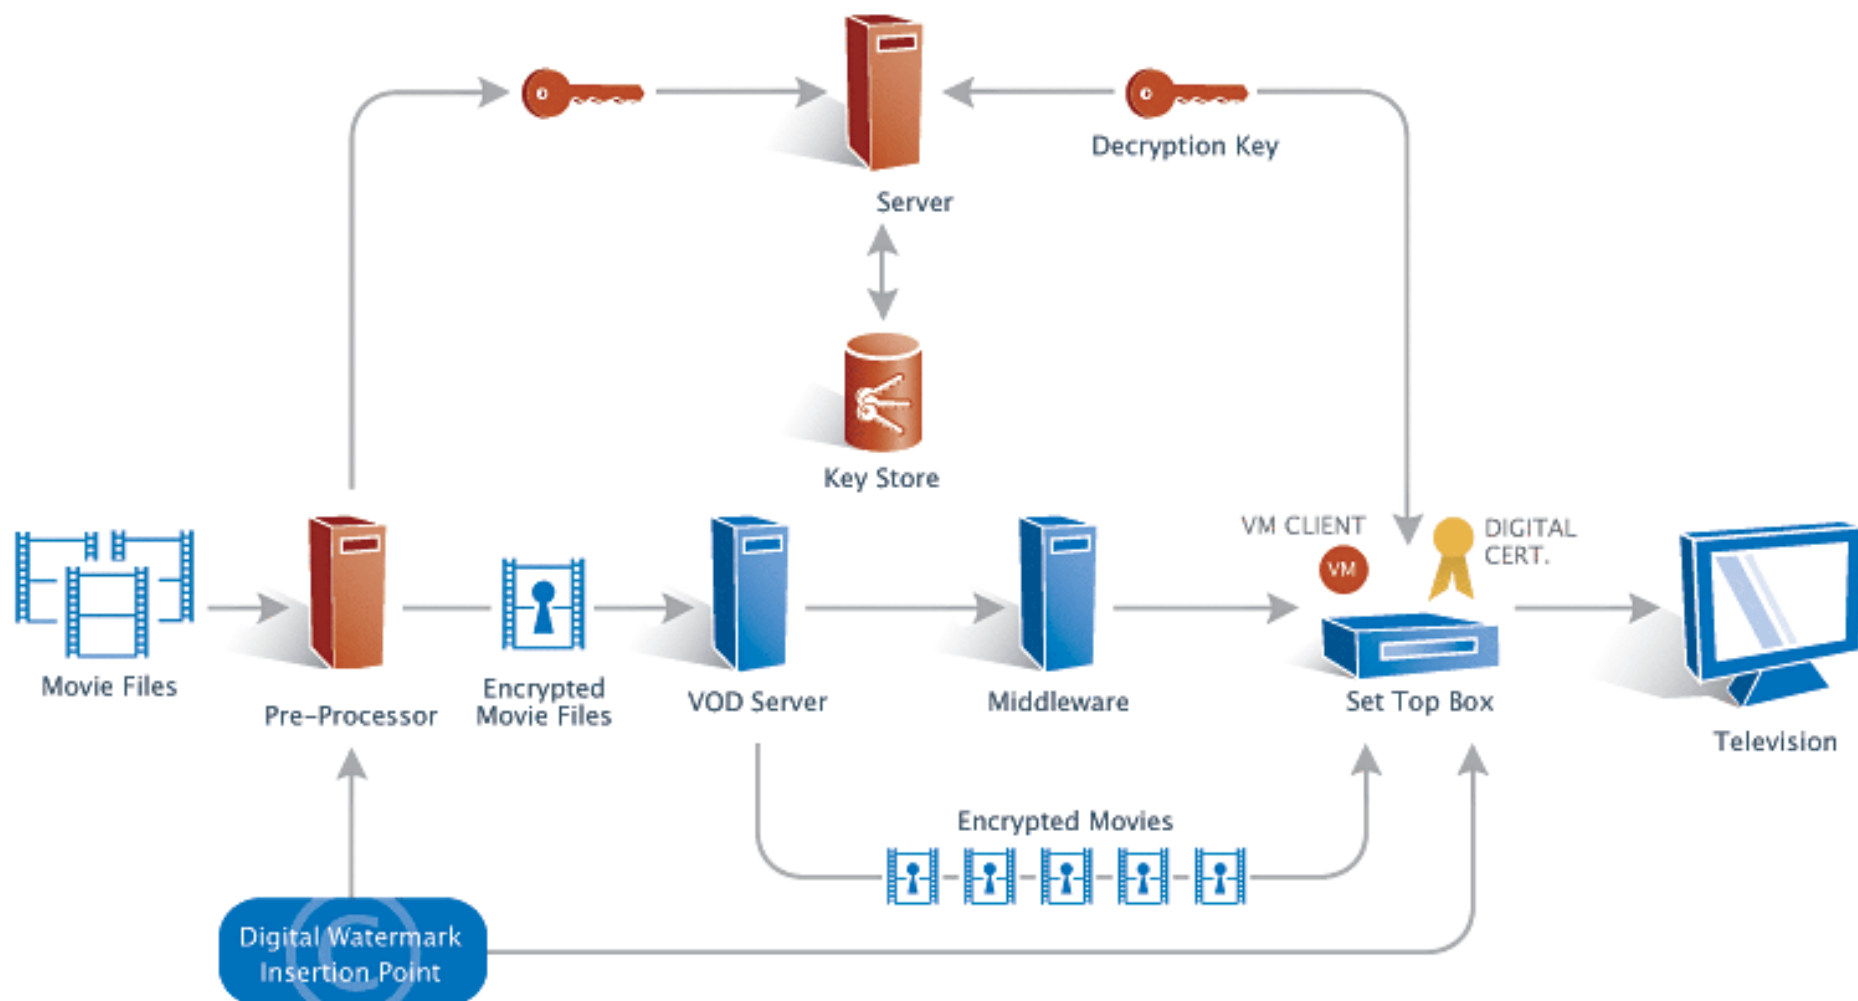 Decryption Key
Server
Key Store
VM CLIENT
VM
DIGITAL
CERT.
Movie Files
Pre-Processor
Encrypted
Movie Files
VOD Server
Middleware
Set Top Box
Television
Encrypted Movies
Digital Watermark
Insertion Point
©